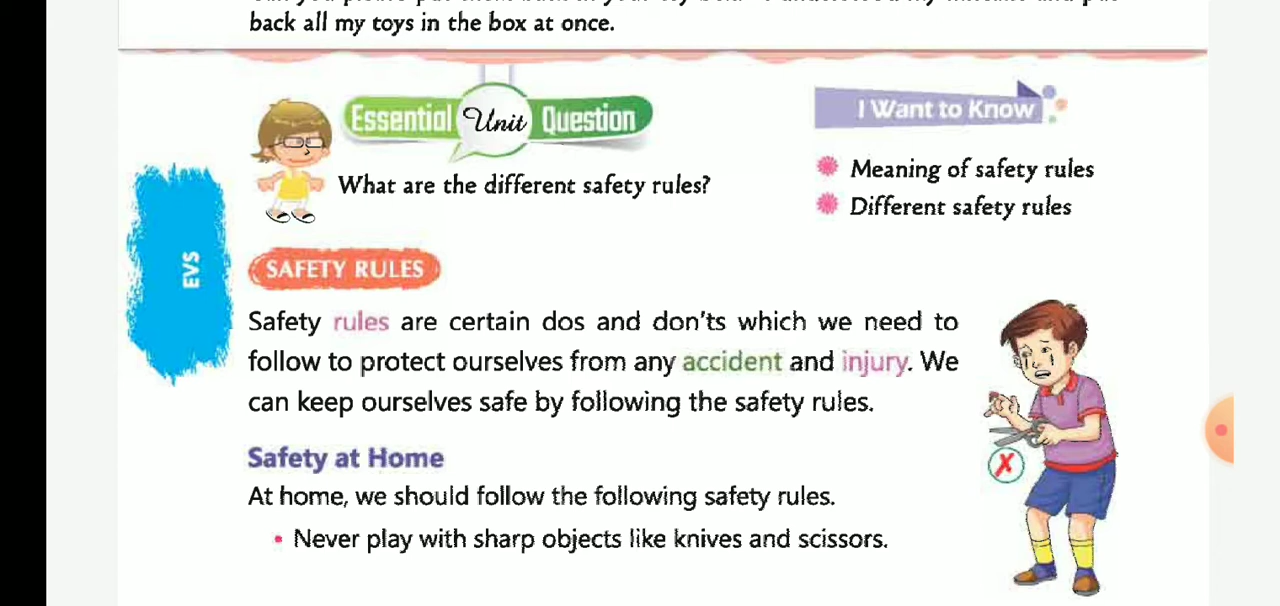 back all my toys in the box at once.
Essential Unit Question
I Want to Know
What are the different safety rules?
Meaning of safety rules
Different safety rules
EVS
SAFETY RULES
Safety rules are certain dos and don'ts which we need to
follow to protect ourselves from any accident and injury. We
can keep ourselves safe by following the safety rules.
Safety at Home
At home, we should follow the following safety rules.
• Never play with sharp objects like knives and scissors.